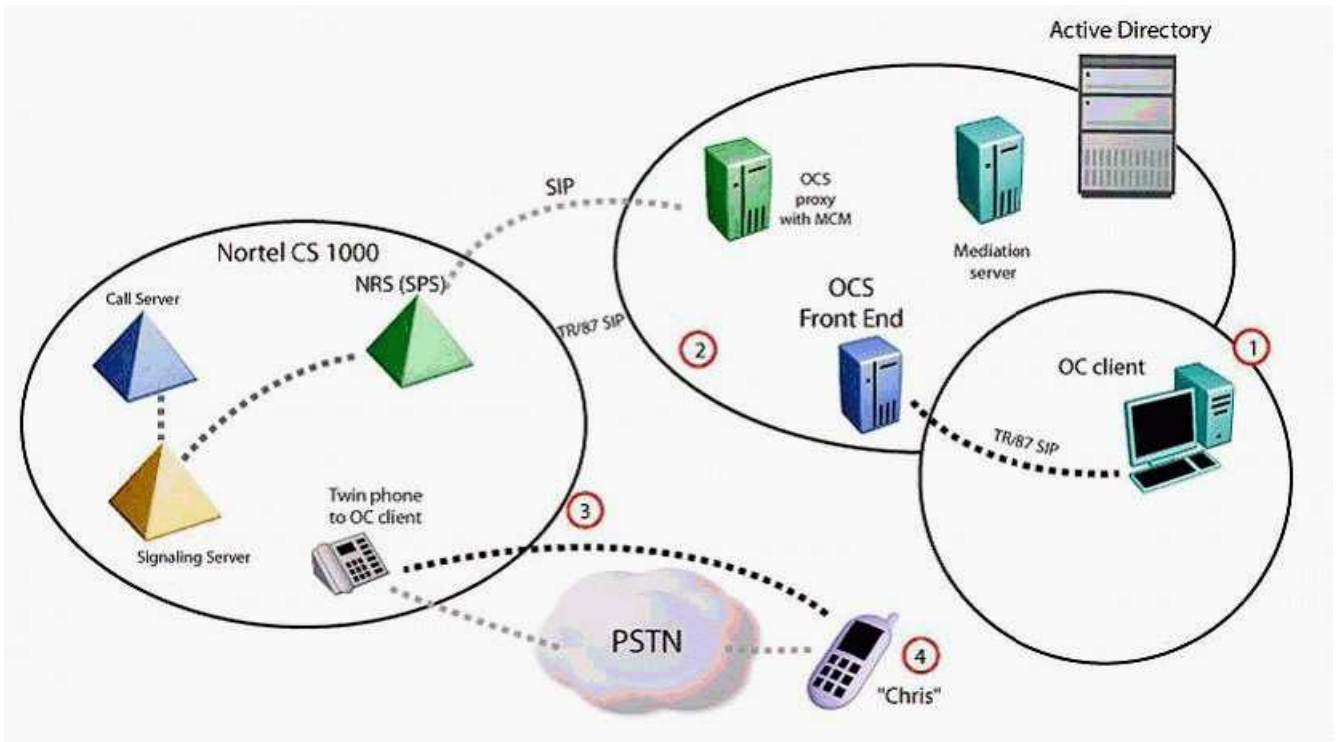 Active Directory
SIP
OCS
proxy
with MCM
Mediation
server
Nortel CS 1000
NRS (SPS)
Call Server
TR/87 SIP
OCS
Front End
2
1
OC client
TR/87 SIP
Twin phone
to OC client
3
Signaling Server
PSTN
4
"Chris"